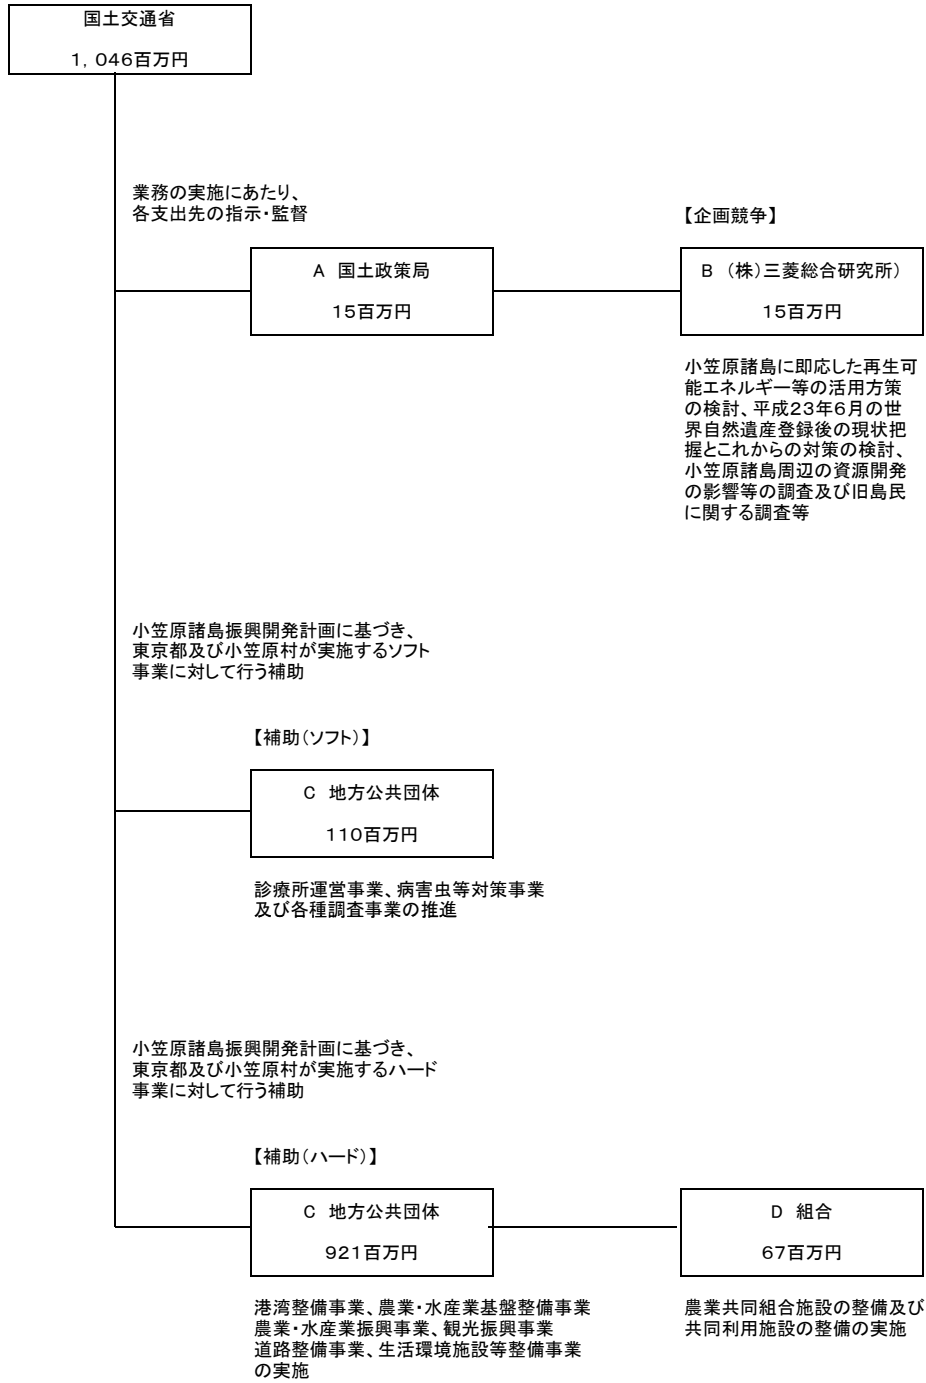 国土交通省
1,046百万円
業務の実施にあたり、
各支出先の指示・監督
【企画競争】
A 国土政策局
15百万円
B （株）三菱総合研究所）
15百万円
小笠原諸島に即応した再生可
能エネルギー等の活用方策
の検討、平成23年6月の世
界自然遺産登録後の現状把
握とこれからの対策の検討、
小笠原諸島周辺の資源開発
の影響等の調査及び旧島民
に関する調査等
小笠原諸島振興開発計画に基づき、
東京都及び小笠原村が実施するソフト
事業に対して行う補助
【補助（ソフト）】
C 地方公共団体
110百万円
診療所運営事業、病害虫等対策事業
及び各種調査事業の推進
小笠原諸島振興開発計画に基づき、
東京都及び小笠原村が実施するハード
事業に対して行う補助
【補助（ハード）】
C 地方公共団体
921百万円
D 組合
67百万円
港湾整備事業、農業・水産業基盤整備事業
農業・水産業振興事業、観光振興事業
道路整備事業、生活環境施設等整備事業
の実施
農業共同組合施設の整備及び
共同利用施設の整備の実施